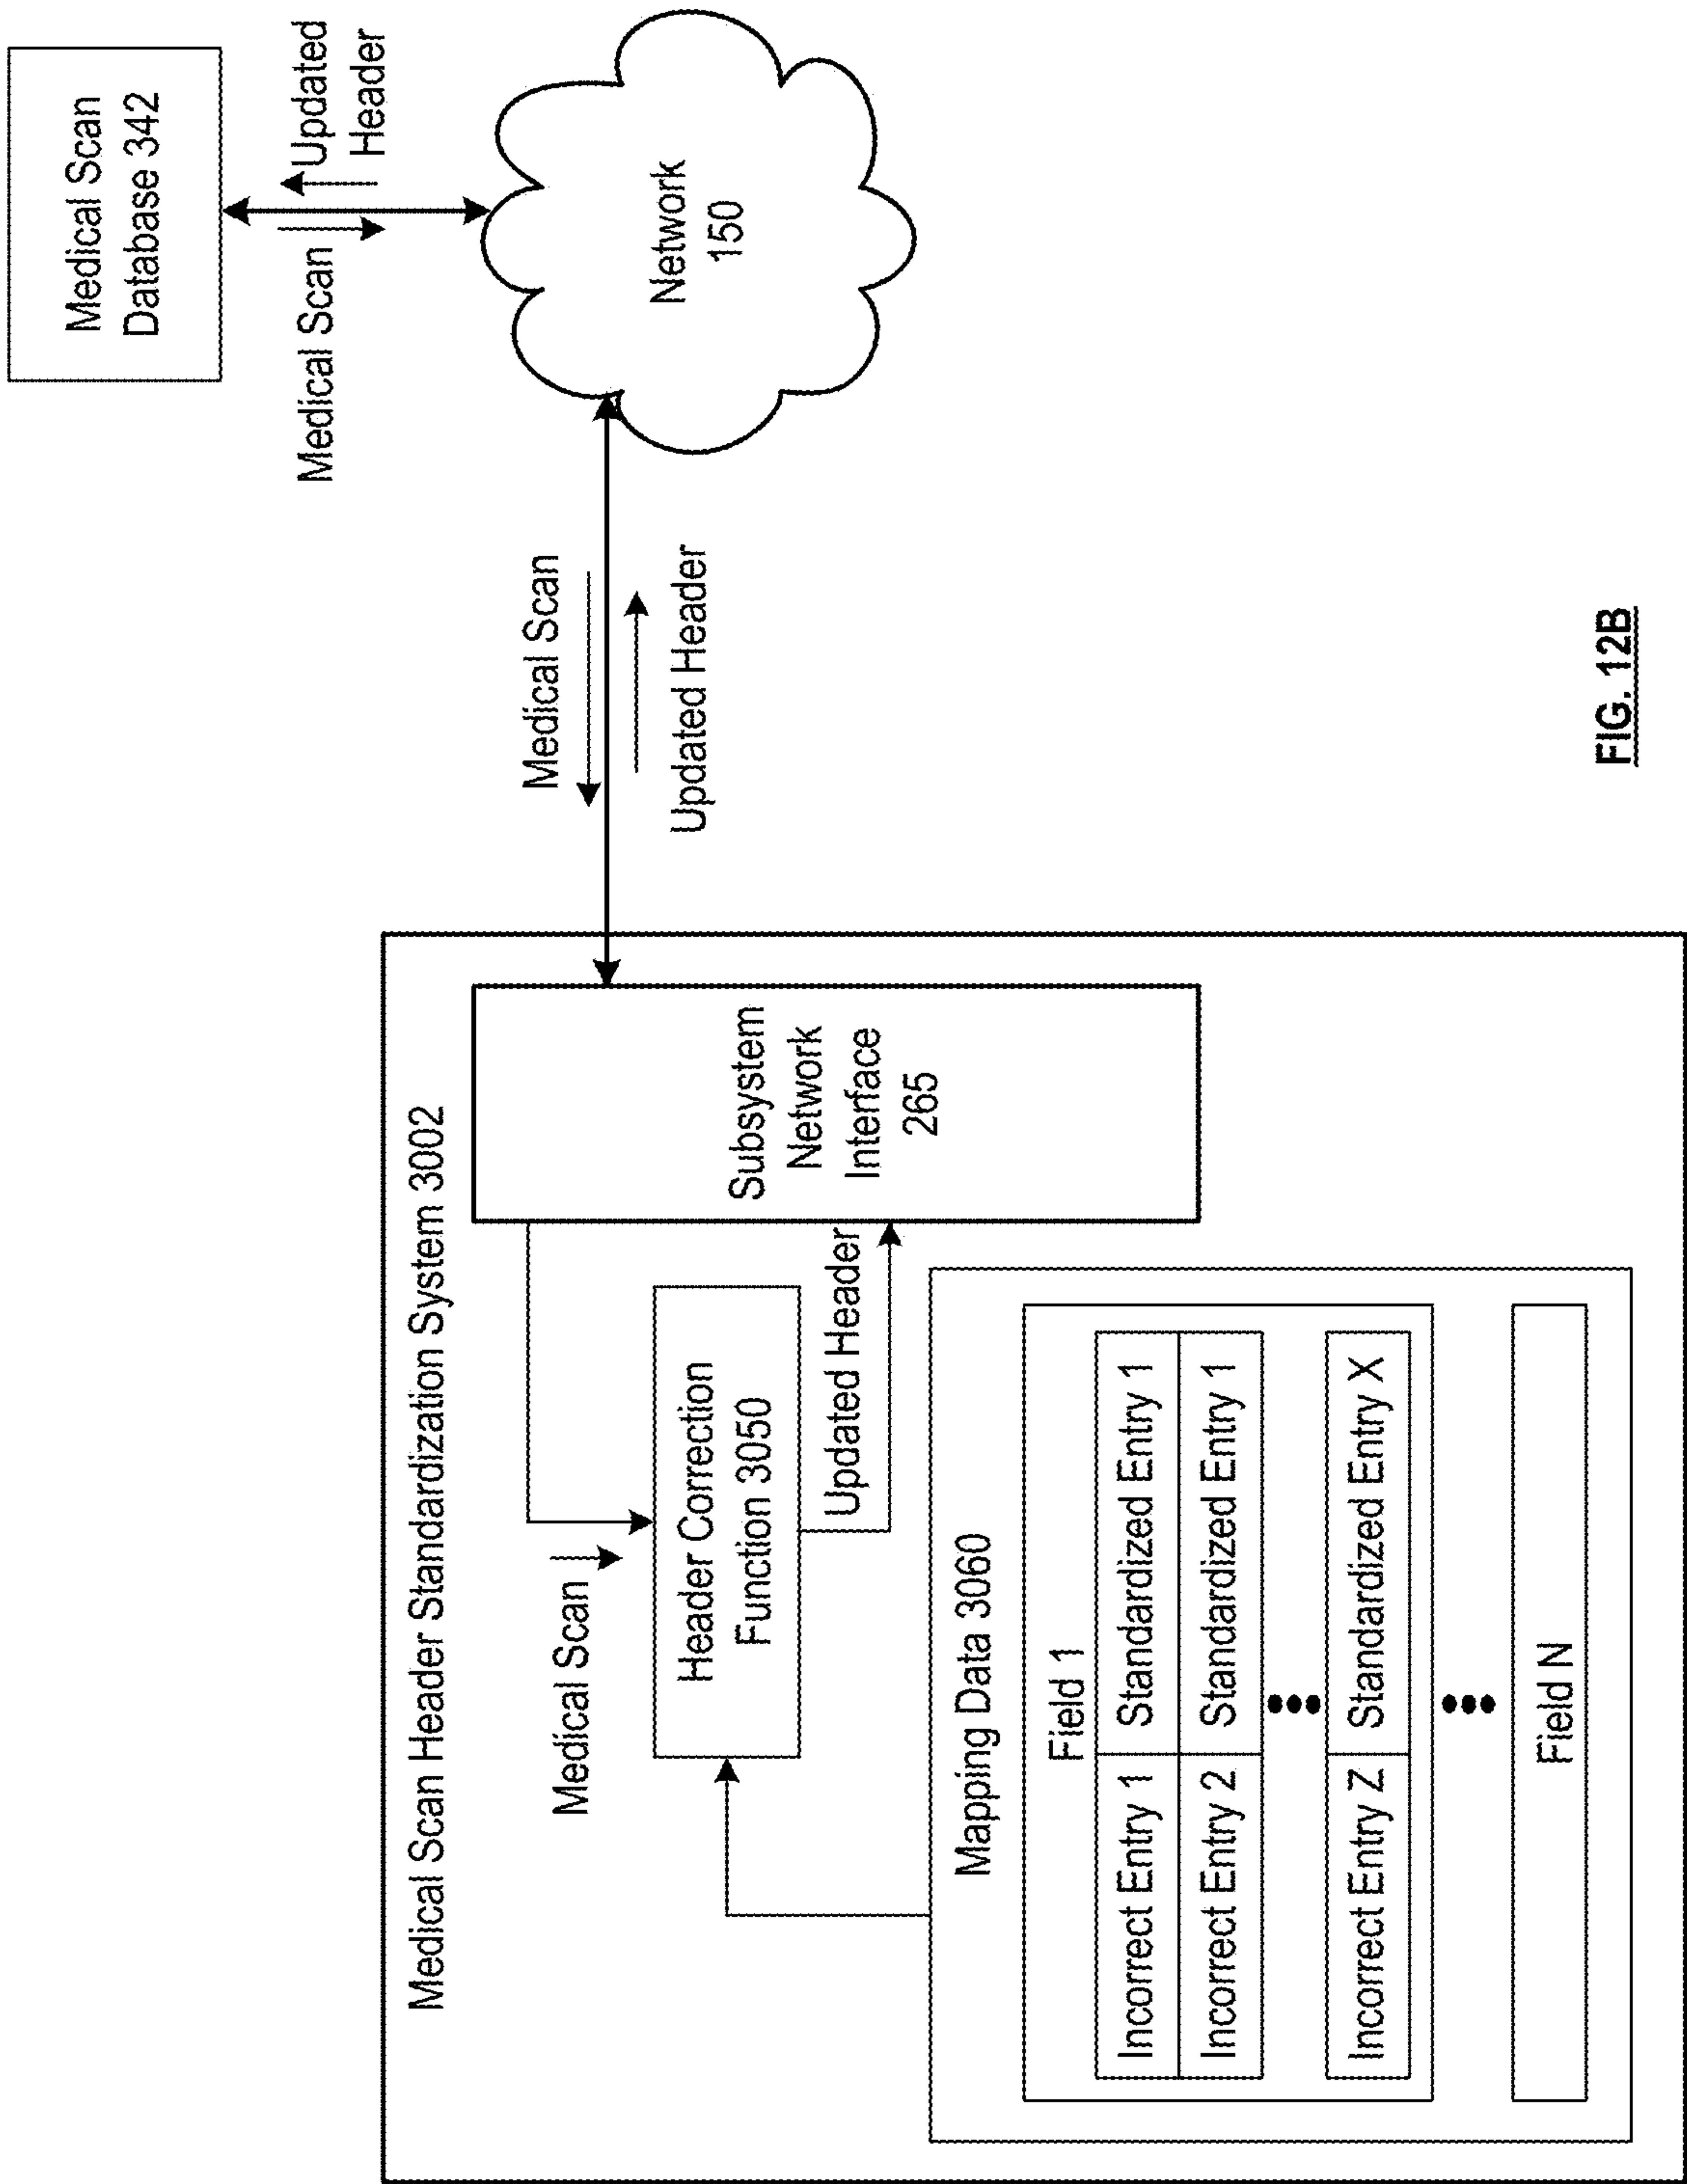 Medical Scan Header Standardization System 3002
Medical Scan
Header Correction
Function 3050
Updated Header
Subsystem
Network
Interface
265
Mapping Data 3060
Field 1
Incorrect Entry 1 Standardized Entry 1
Incorrect Entry 2 Standardized Entry 1
Incorrect Entry Z Standardized Entry X
Field N
Medical Scan
Updated Header
Medical Scan
Database 342
Medical Scan
Updated
Header
Network
150
FIG. 12B